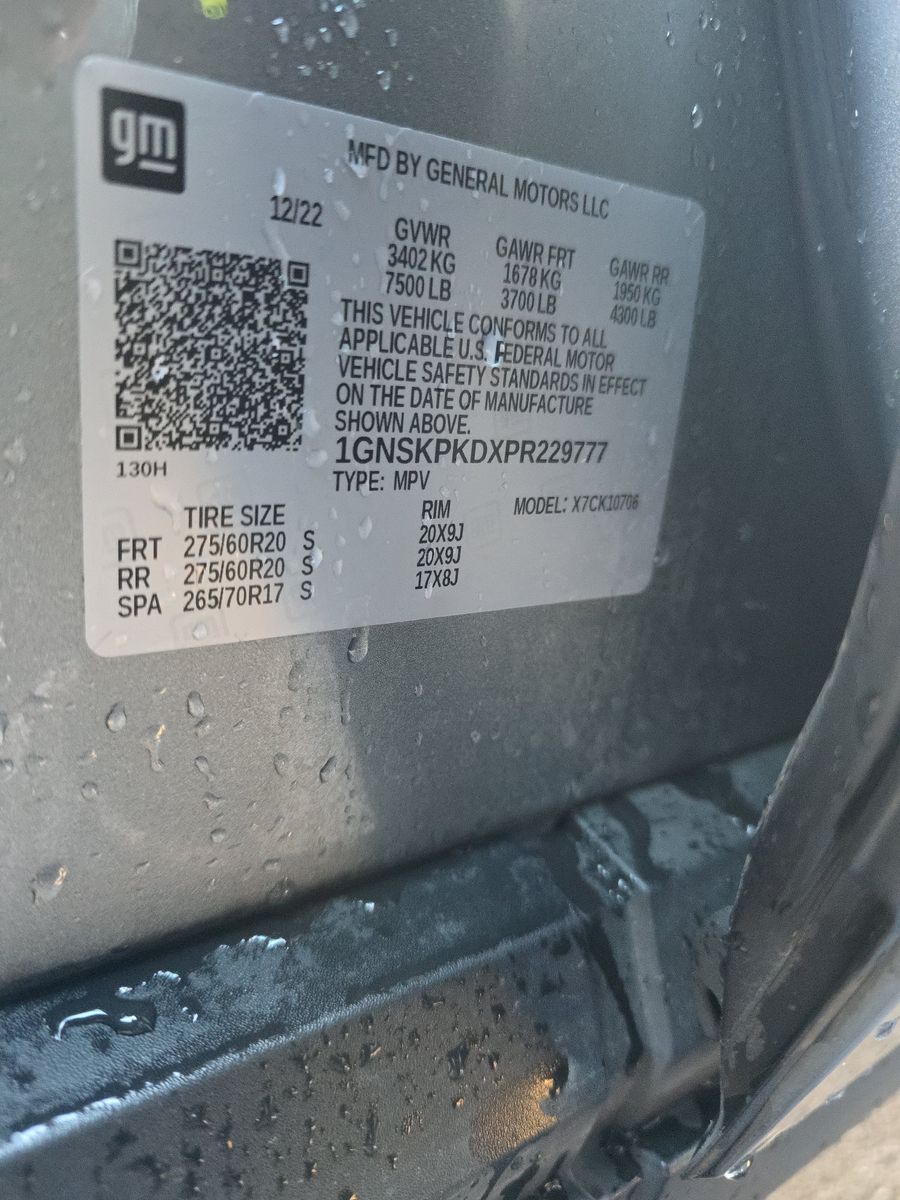 gm
MFD BY GENERAL MOTORS LLC
12/22
GVWR GAWR FRT GAWR RR
3402 KG 1678 KG 1950 KG
7500 LB 3700 LB 4300 LB
THIS VEHICLE CONFORMS TO ALL
APPLICABLE U.S. FEDERAL MOTOR
VEHICLE SAFETY STANDARDS IN EFFECT
ON THE DATE OF MANUFACTURE
SHOWN ABOVE.
1GNSKPKDXPR229777
130H
TYPE: MPV MODEL: X7CK10706
TIRE SIZE RIM
FRT 275/60R20 S 20X9J
RR 275/60R20 S 20X9J
SPA 265/70R17 S 17X8J